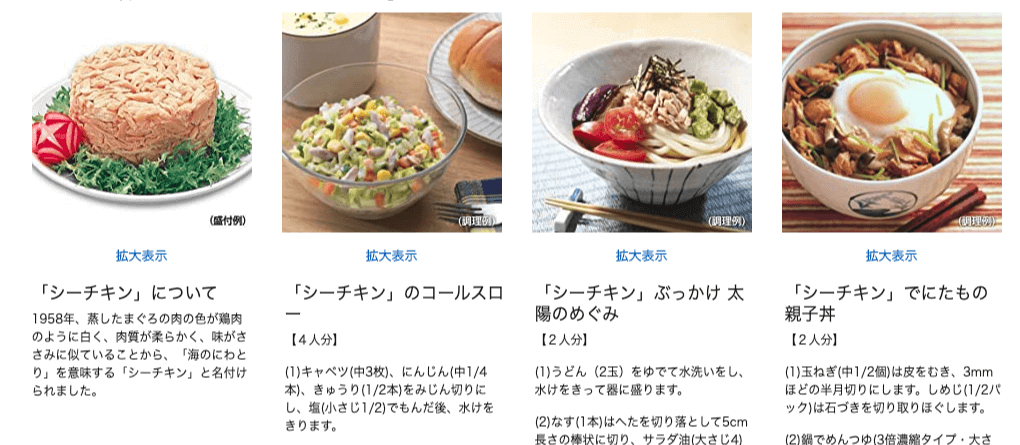 (盛付例)
拡大表示
「シーチキン」について
1958年、蒸したまぐろの肉の色が鶏肉
のように白く、肉質が柔らかく、味がさ
さみに似ていることから、「海のにわと
り」を意味する「シーチキン」と名付け
られました。
(調理例)
拡大表示
「シーチキン」のコールスロ
ー
【４人分】
(1)キャベツ(中3枚)、にんじん(中1/4
本)、きゅうり(1/2本)をみじん切りに
し、塩(小さじ1/2)でもんだ後、水けを
きります。
(調理例)
拡大表示
「シーチキン」ぶっかけ 太
陽のめぐみ
【２人分】
(1)うどん（2玉）をゆでて水洗いをし、
水けをきって器に盛ります。
(2)なす(1本)はへたを切り落として5cm
長さの棒状に切り、サラダ油(大さじ4)
(調理例)
拡大表示
「シーチキン」でにたもの
親子丼
【２人分】
(1)玉ねぎ(中1/2個)は皮をむき、3mm
ほどの半月切りにします。しめじ(1/2パ
ック)は石づきを切り取りほぐします。
(2)鍋でめんつゆ(3倍濃縮タイプ・大さ